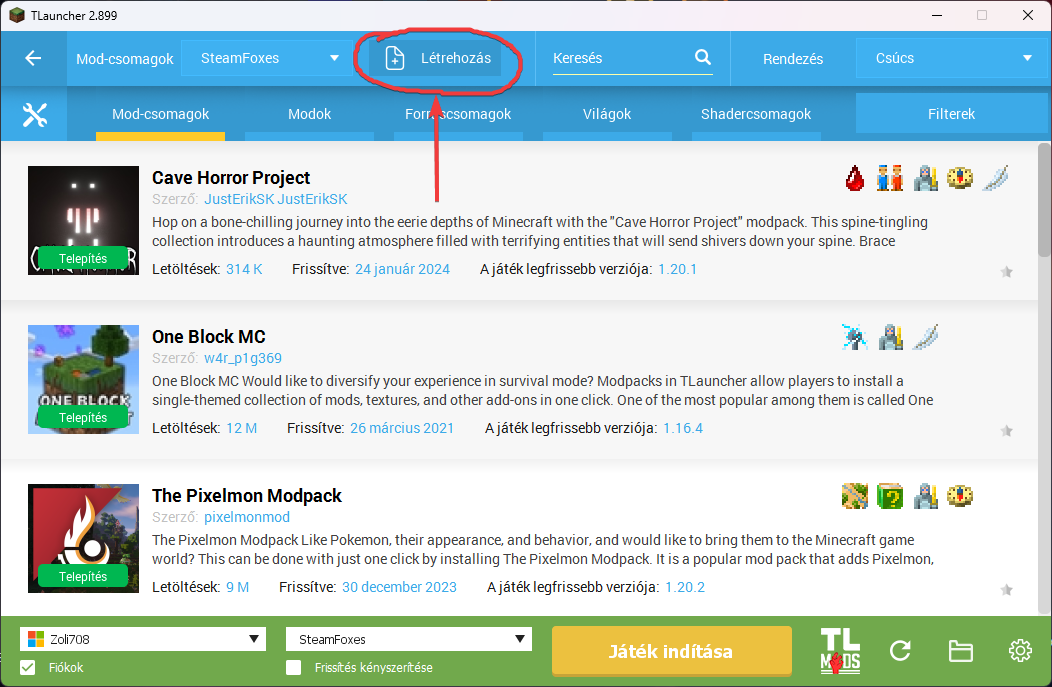 TLauncher 2.899
Mod-csomagok
SteamFoxes
Létrehozás
Keresés
Rendezés
Csúcs
Mod-csomagok
Modok
Forráscsomagok
Világok
Shadercsomagok
Filterek
Cave Horror Project
Szerző: JustErikSK JustErikSK
Hop on a bone-chilling journey into the eerie depths of Minecraft with the "Cave Horror Project" modpack. This spine-tingling
collection introduces a haunting atmosphere filled with terrifying entities that will send shivers down your spine. Brace
Telepítés
Letöltések: 314 K Frissítve: 24 január 2024 A játék legfrissebb verziója: 1.20.1
One Block MC
Szerző: w4r_p1g369
One Block MC Would like to diversify your experience in survival mode? Modpacks in TLauncher allow players to install a
single-themed collection of mods, textures, and other add-ons in one click. One of the most popular among them is called One
ONE BLOCK
Telepítés
Letöltések: 12 M Frissítve: 26 március 2021 A játék legfrissebb verziója: 1.16.4
The Pixelmon Modpack
Szerző: pixelmonmod
The Pixelmon Modpack Like Pokemon, their appearance, and behavior, and would like to bring them to the Minecraft game
world? This can be done with just one click by installing The Pixelmon Modpack. It is a popular mod pack that adds Pixelmon,
Telepítés
Letöltések: 9 M Frissítve: 30 december 2023 A játék legfrissebb verziója: 1.20.2
Zoli708
SteamFoxes
Játék indítása
TL
MODS
Fiókok
Frissítés kényszerítése